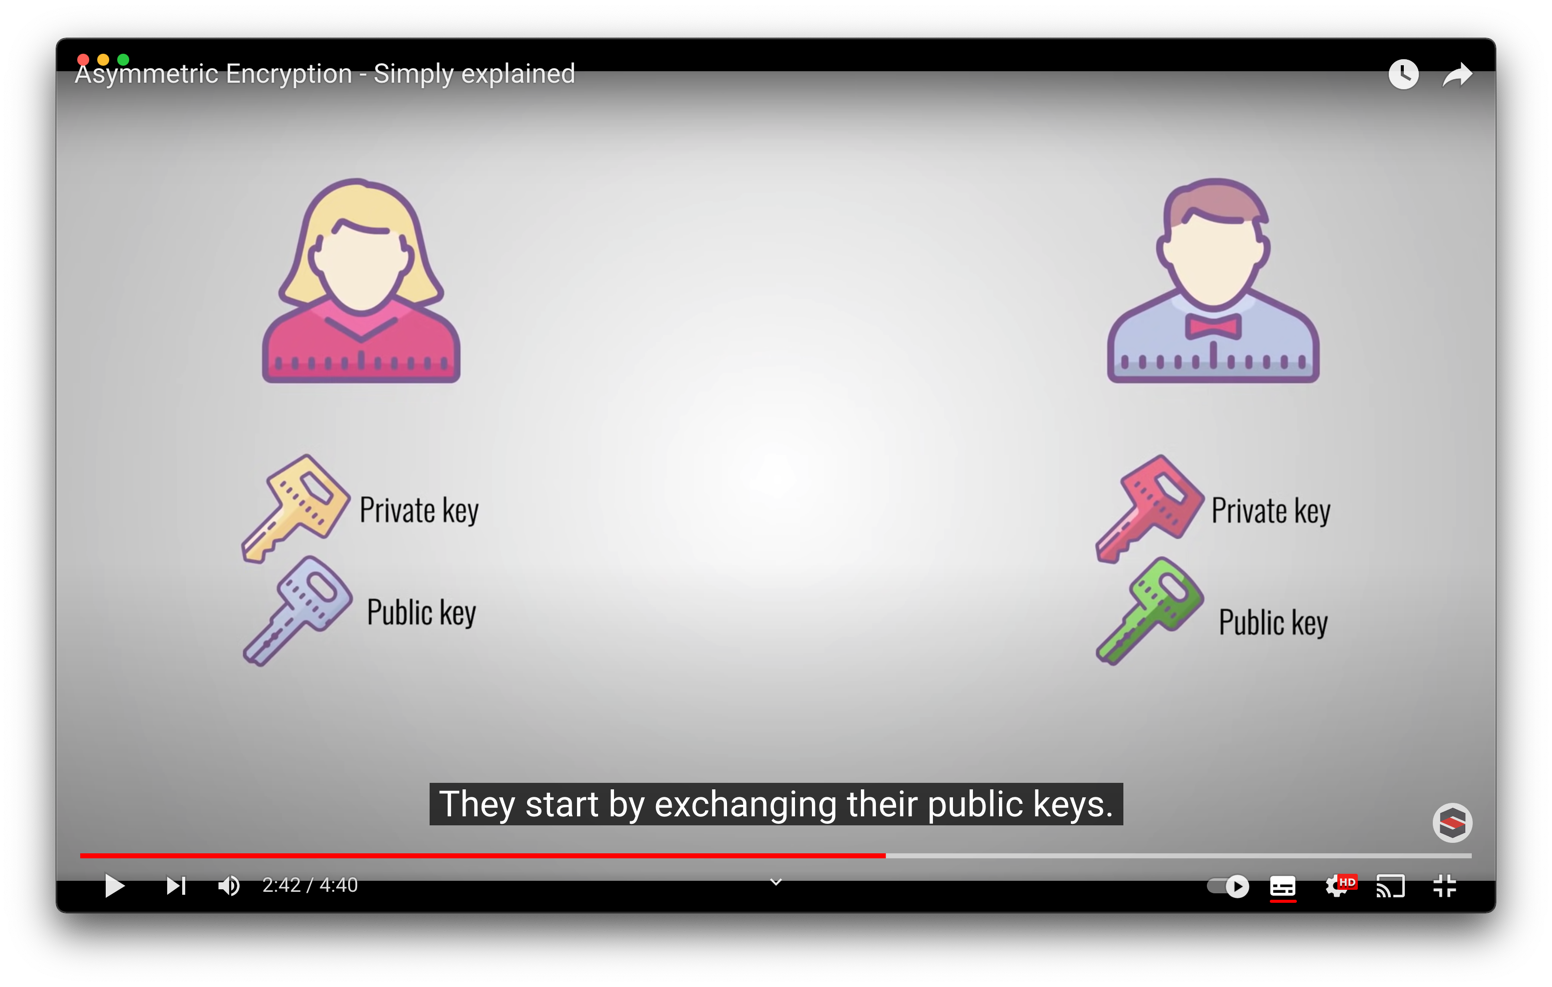 Asymmetric Encryption - Simply explained
Private key
Public key
Private key
Public key
They start by exchanging their public keys.
2:42 / 4:40
HD